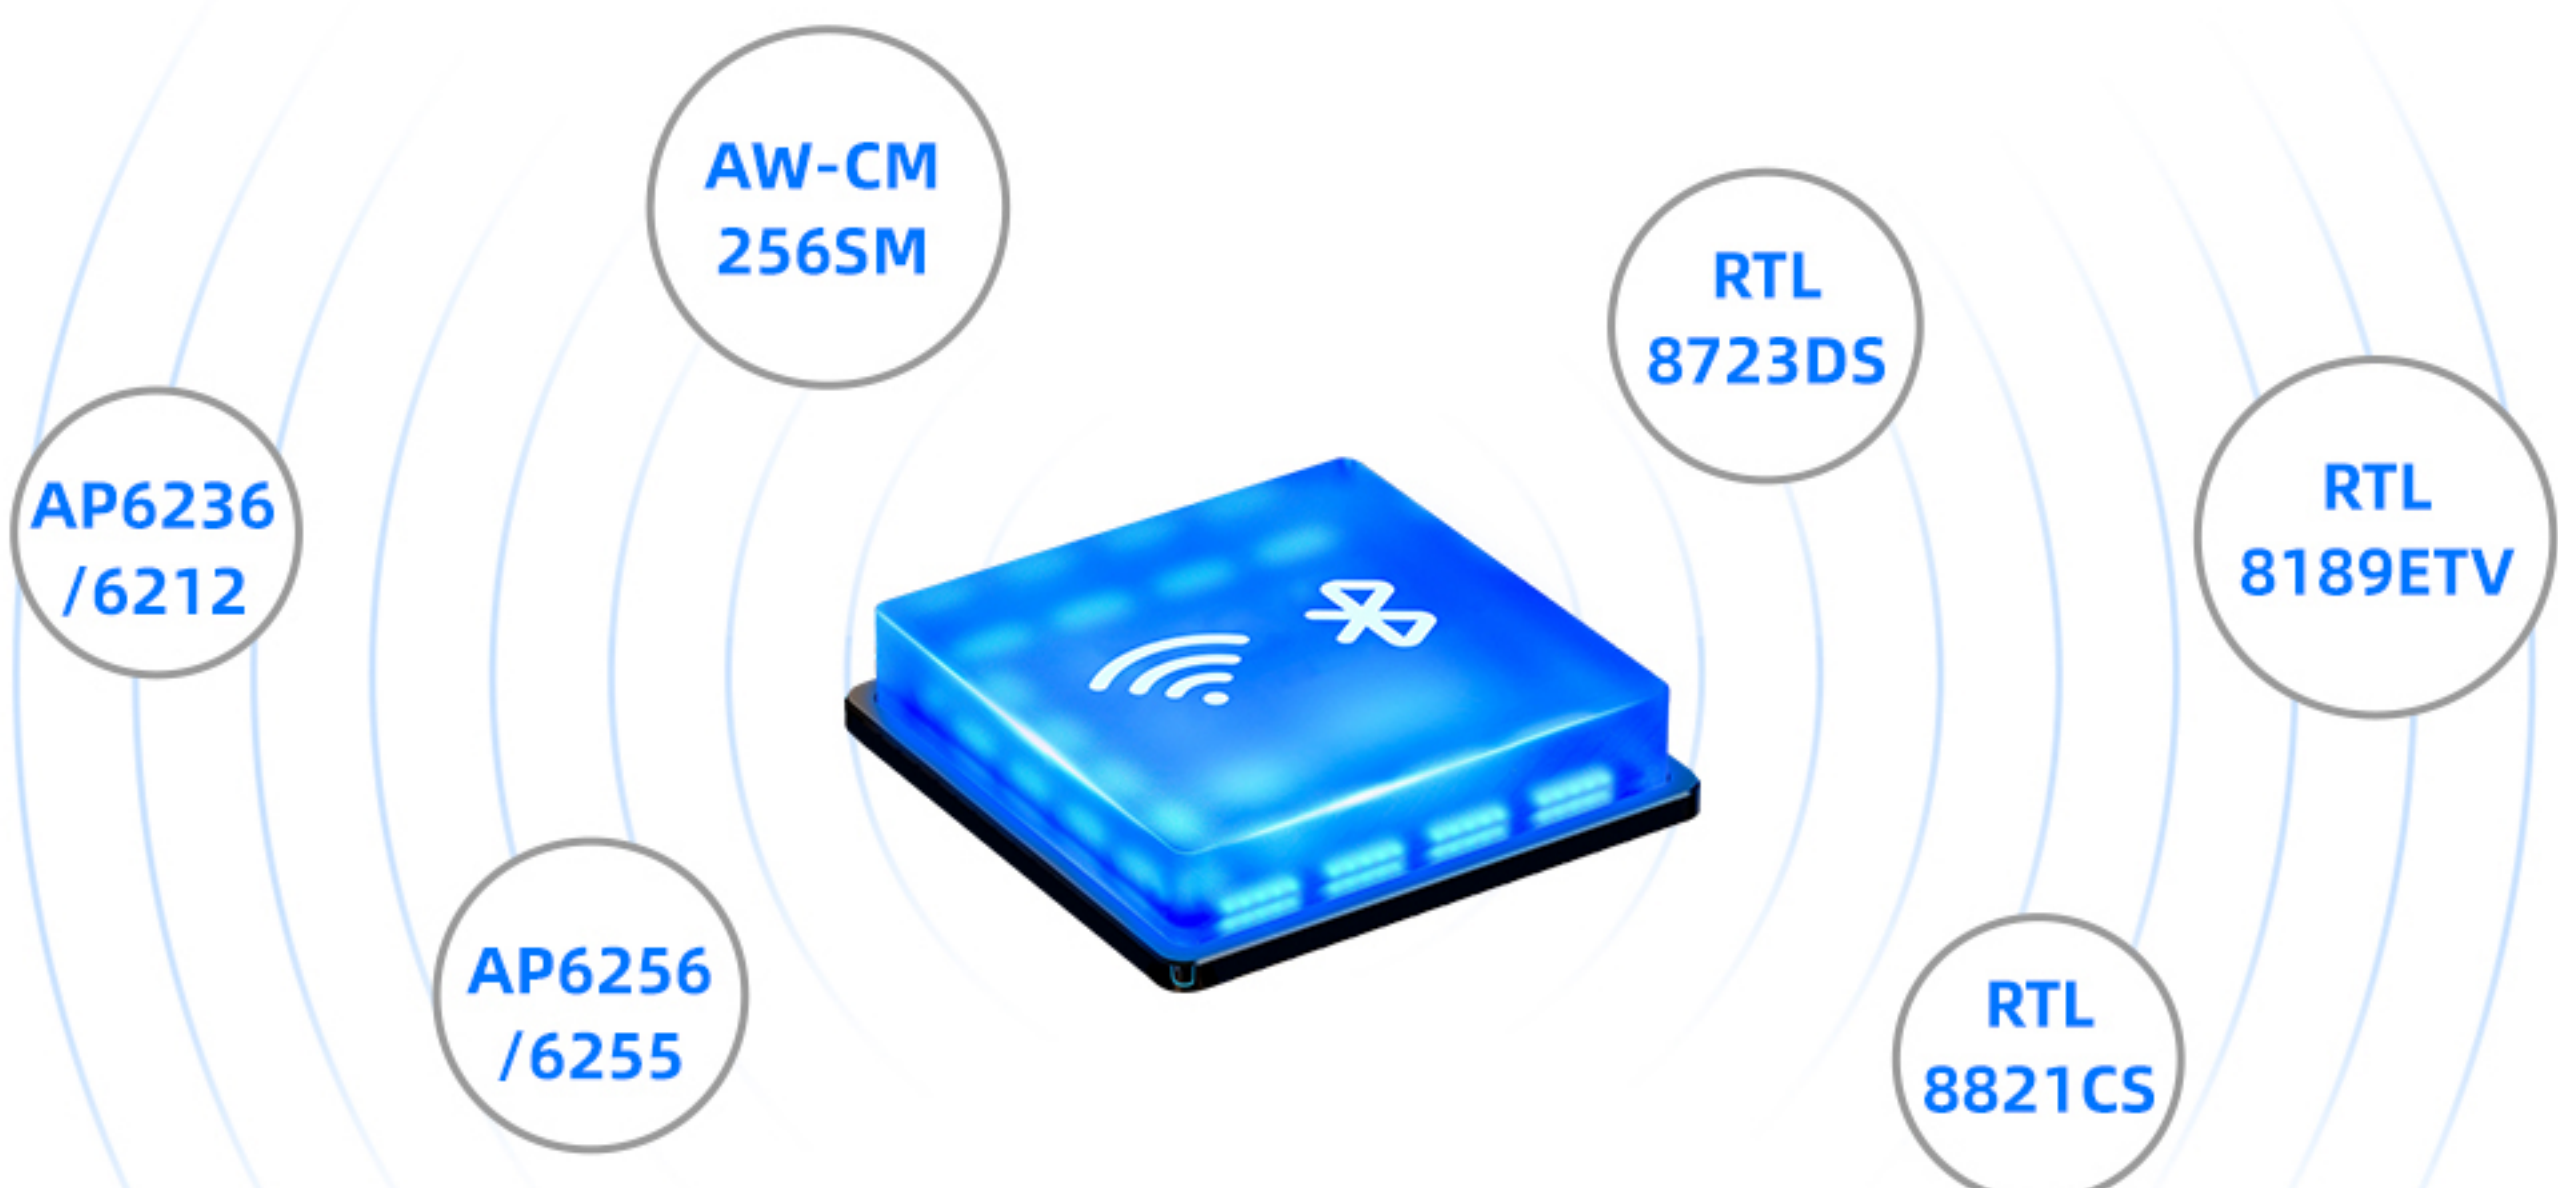 AW-CM
256SM
RTL
8723DS
AP6236
/6212
RTL
8189ETV
AP6256
/6255
RTL
8821CS